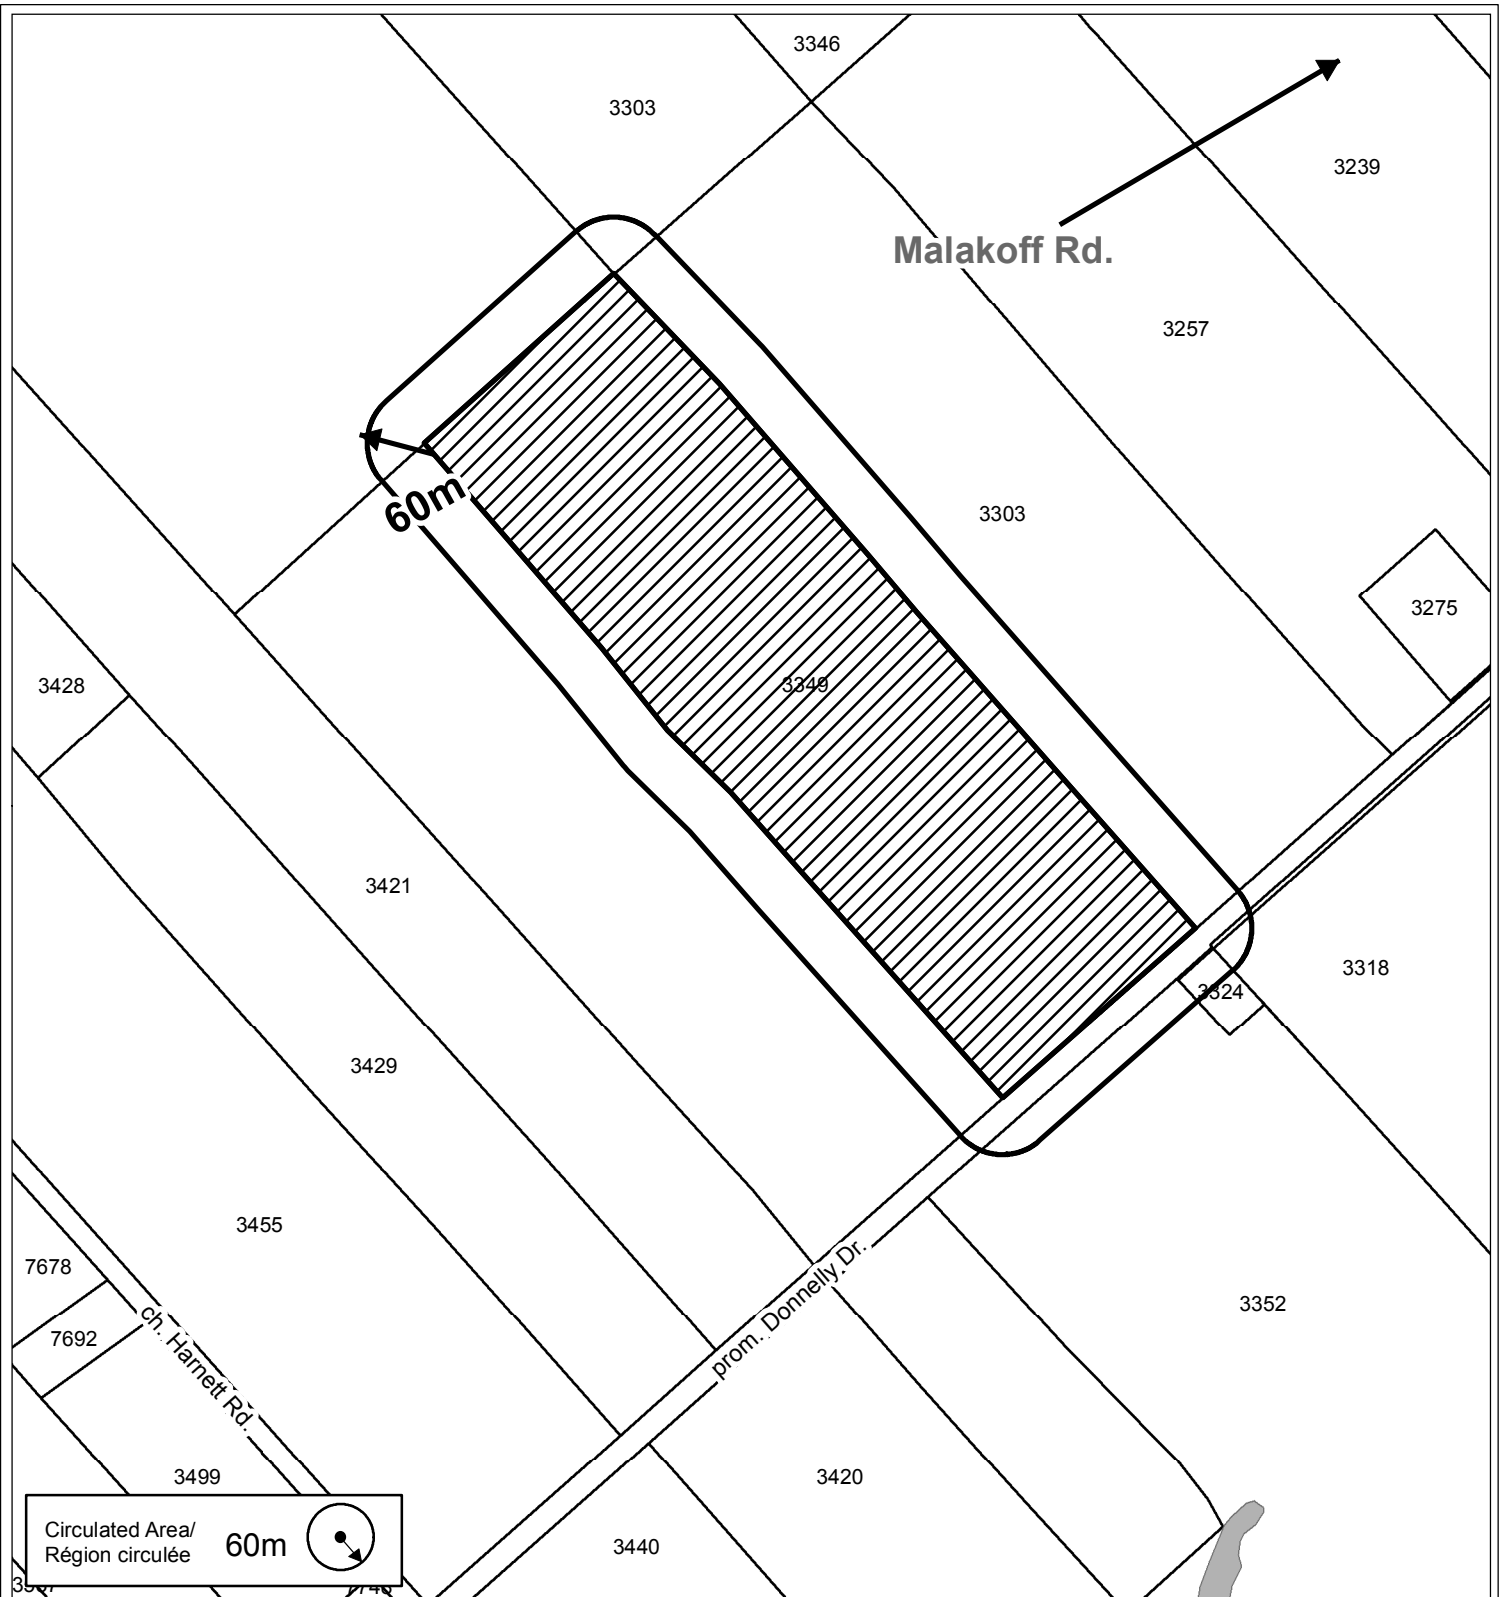 3346
3303
3239
Malakoff Rd.
3257
60m
3303
3275
3428
3349
3421
3318
3324
3429
3455
7678
prom. Donnelly Dr.
3352
7692
ch. Harnett Rd.
3499
3420
Circulated Area/
Région circulée
60m
3440